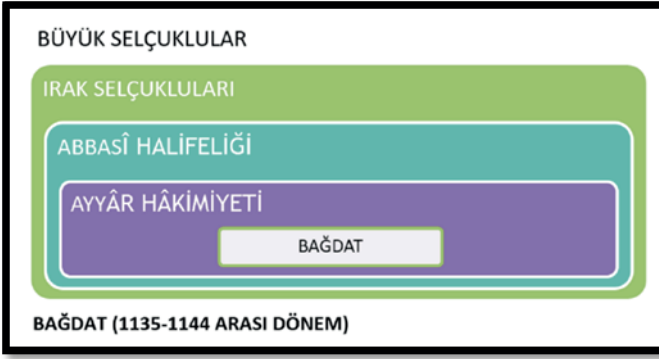 BÜYÜK SELÇUKLULAR
IRAK SELÇUKLULARI
ABBASÎ HALİFELİĞİ
AYYÂR HÂKİMİYETİ
BAĞDAT
BAĞDAT (1135-1144 ARASI DÖNEM)